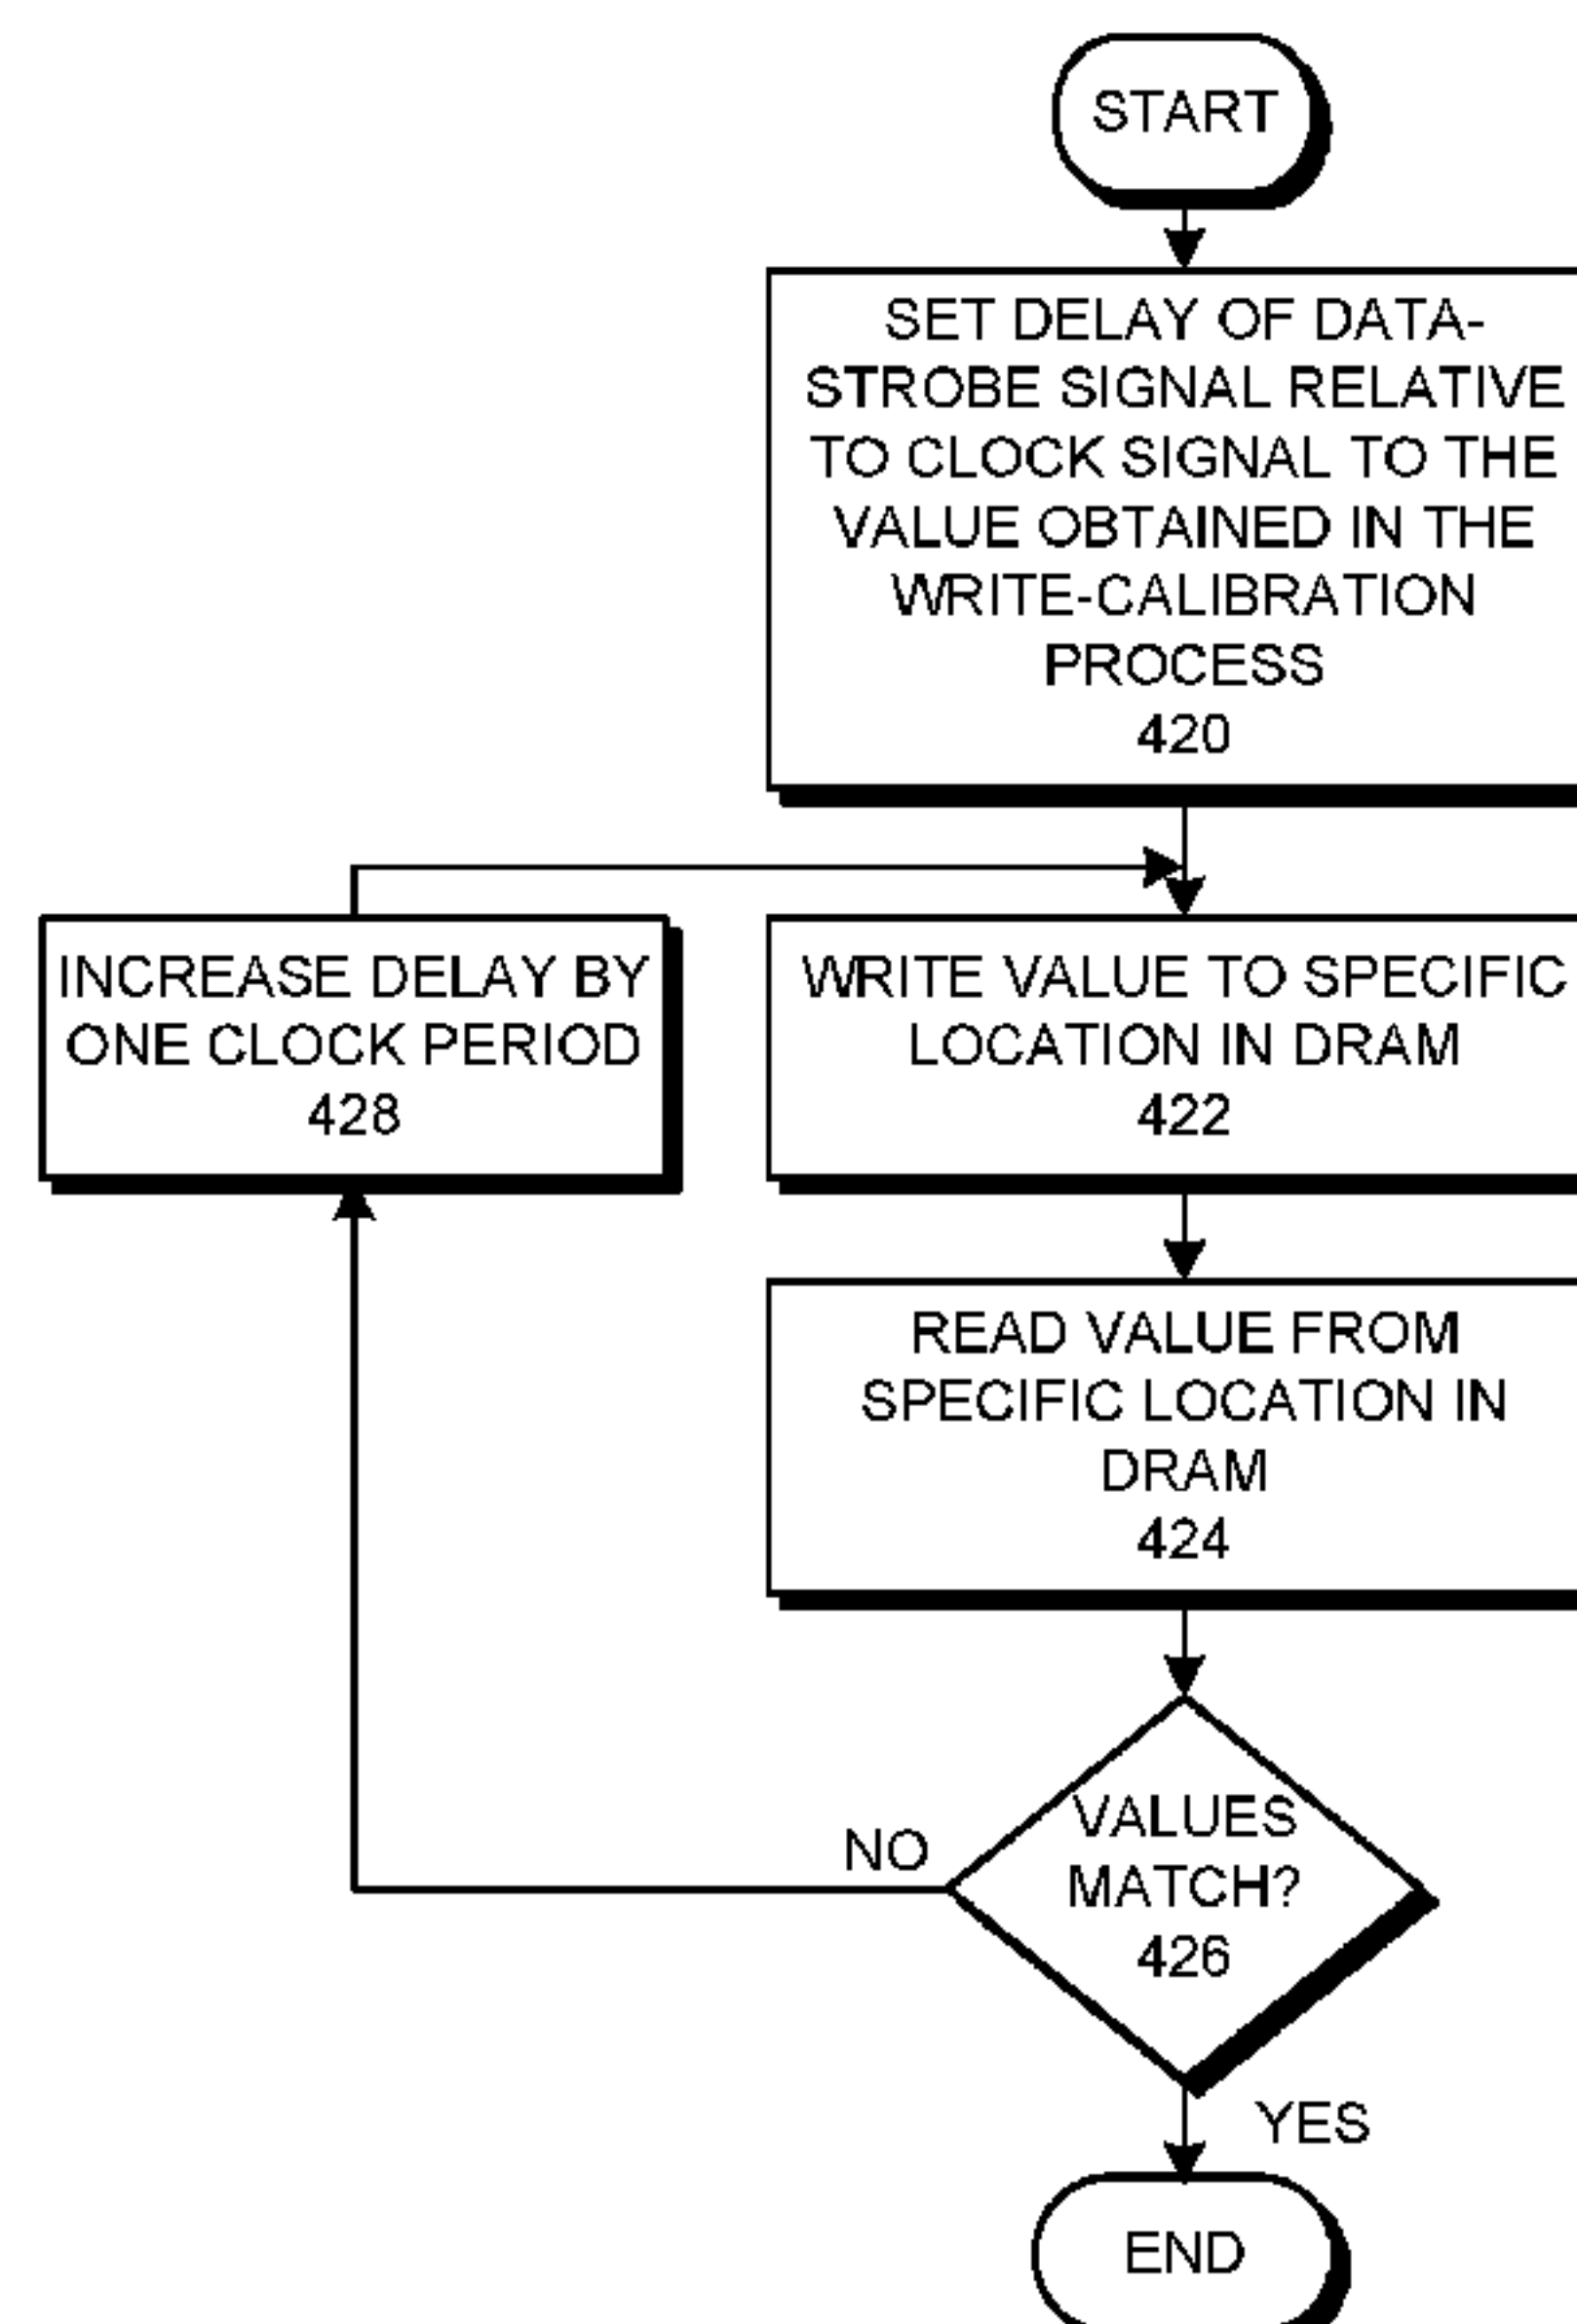 START
SET DELAY OF DATA-
STROBE SIGNAL RELATIVE
TO CLOCK SIGNAL TO THE
VALUE OBTAINED IN THE
WRITE-CALIBRATION
PROCESS
420
INCREASE DELAY BY
ONE CLOCK PERIOD
428
WRITE VALUE TO SPECIFIC
LOCATION IN DRAM
422
READ VALUE FROM
SPECIFIC LOCATION IN
DRAM
424
VALUES
MATCH?
426
NO
YES
END